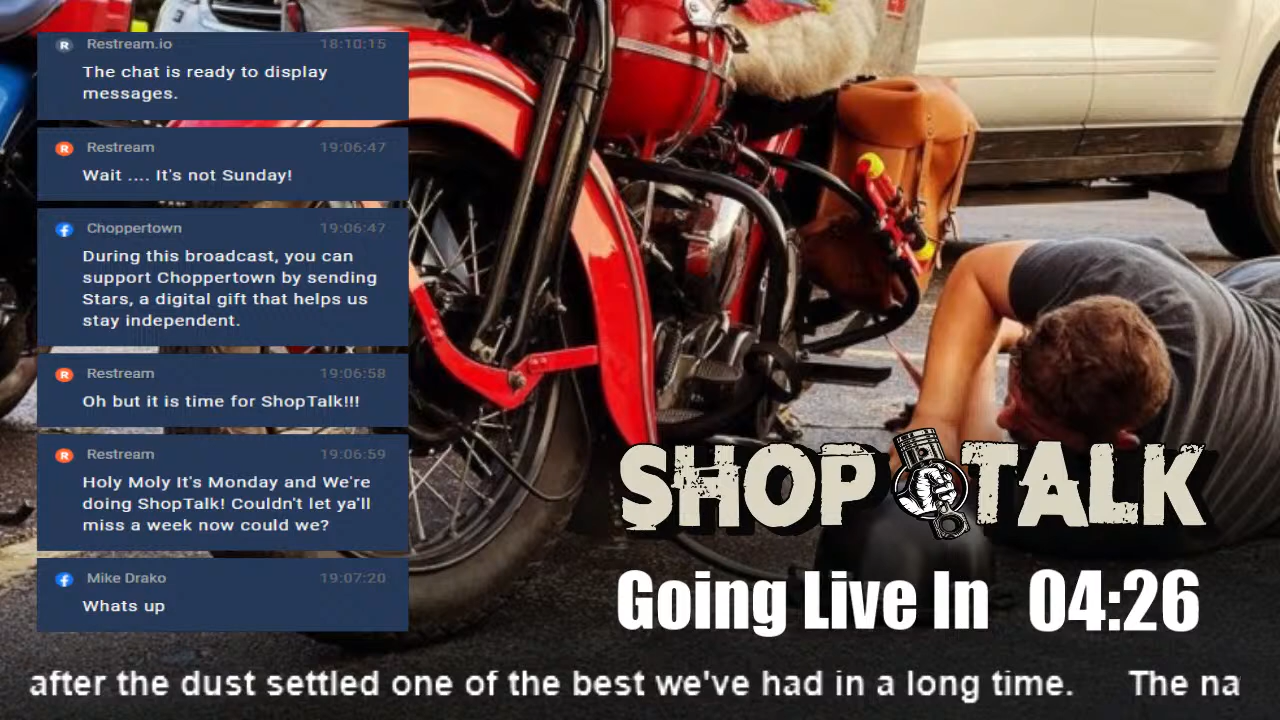 Restream.io 18:10:15
The chat is ready to display
messages.
Restream 19:06:47
Wait .... It's not Sunday!
Choppertown 19:06:47
During this broadcast, you can
support Choppertown by sending
Stars, a digital gift that helps us
stay independent.
Restream 19:06:58
Oh but it is time for ShopTalk!!!
Restream 19:06:59
Holy Moly It's Monday and We're
doing ShopTalk! Couldn't let ya'll
miss a week now could we?
Mike Drako 19:07:20
Whats up
SHOP TALK
Going Live In 04:26
after the dust settled one of the best we've had in a long time. The na